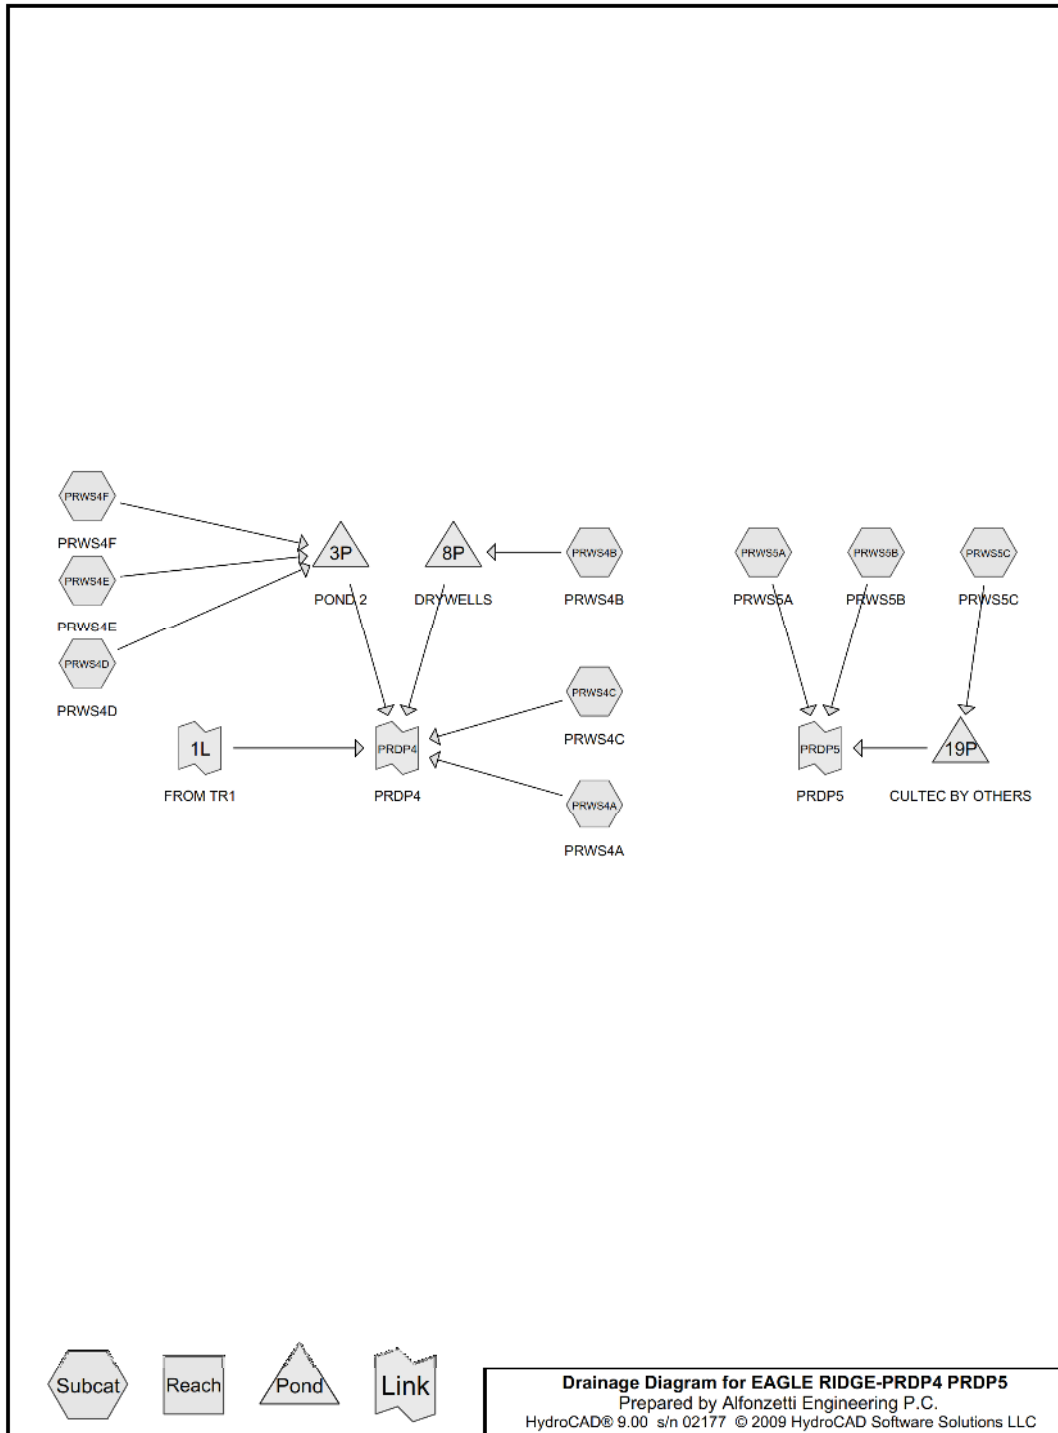 PRWS4F
PRWS4F
PRWS4E
PRWS4E
PRWS4D
PRWS4D
3P
POND 2
8P
DRYWELLS
PRWS4B
PRWS4B
PRWS5A
PRWS5A
PRWS5B
PRWS5B
PRWS5C
PRWS5C
1L
FROM TR1
PRDP4
PRDP4
PRWS4C
PRWS4C
PRWS4A
PRWS4A
PRDP5
PRDP5
19P
CULTEC BY OTHERS
Subcat
Reach
Pond
Link
Drainage Diagram for EAGLE RIDGE-PRDP4 PRDP5
Prepared by Alfonzetti Engineering P.C.
HydroCAD® 9.00 s/n 02177 © 2009 HydroCAD Software Solutions LLC